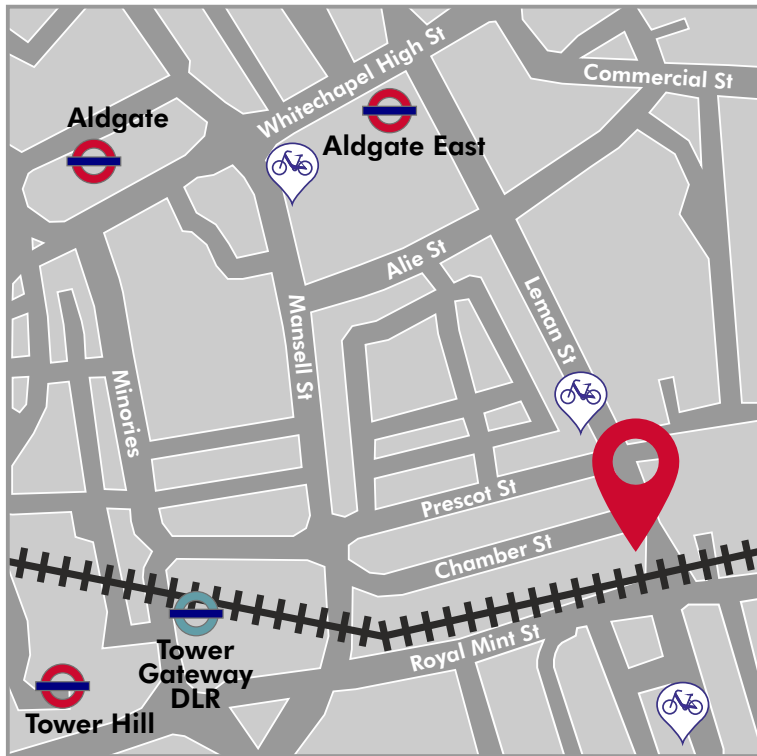 Whitechapel High St
Commercial St
Aldgate
Aldgate East
Alie St
Leman St
Mansell St
Minories
Prescot St
Chamber St
Royal Mint St
Tower
Gateway
DLR
Tower Hill